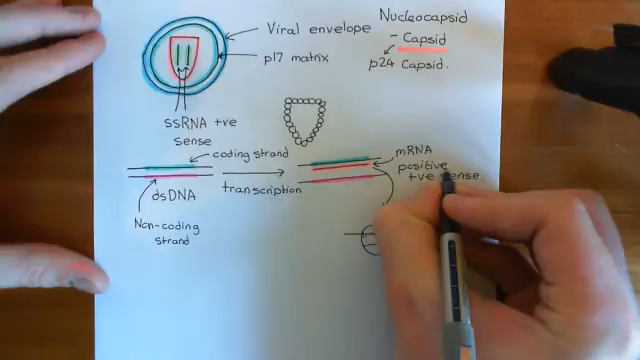 Nucleocapsid
- Capsid
p24 Capsid.
Viral envelope
p17 matrix
ssRNA +ve
sense
coding strand
dsDNA
Non-coding
strand
transcription
mRNA
positive
+ve sense